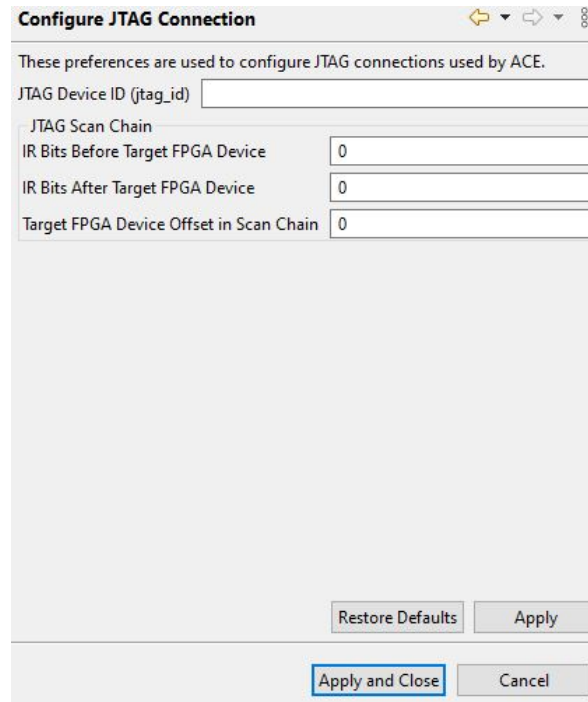 Configure JTAG Connection
These preferences are used to configure JTAG connections used by ACE.
JTAG Device ID (jtag_id)
JTAG Scan Chain
IR Bits Before Target FPGA Device 0
IR Bits After Target FPGA Device 0
Target FPGA Device Offset in Scan Chain 0
Restore Defaults Apply
Apply and Close Cancel